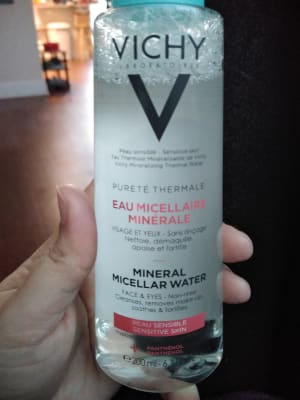 VICHY
LABORATOIRES
V
Peau sensible - Sensitive skin
Eau Thermale Minéralisante de Vichy
Vichy Mineralizing Thermal Water
PURETÉ THERMALE
EAU MICELLAIRE
MINÉRALE
VISAGE ET YEUX - Sans rinçage
Nettoie, démaquille,
apaise et fortifie
MINERAL
MICELLAR WATER
FACE & EYES - Non-rinse
Cleanses, removes make-up,
soothes & fortifies
PEAU SENSIBLE
SENSITIVE SKIN
+ PANTHÉNOL
PANTHENOL
℮ 200 ml - 6